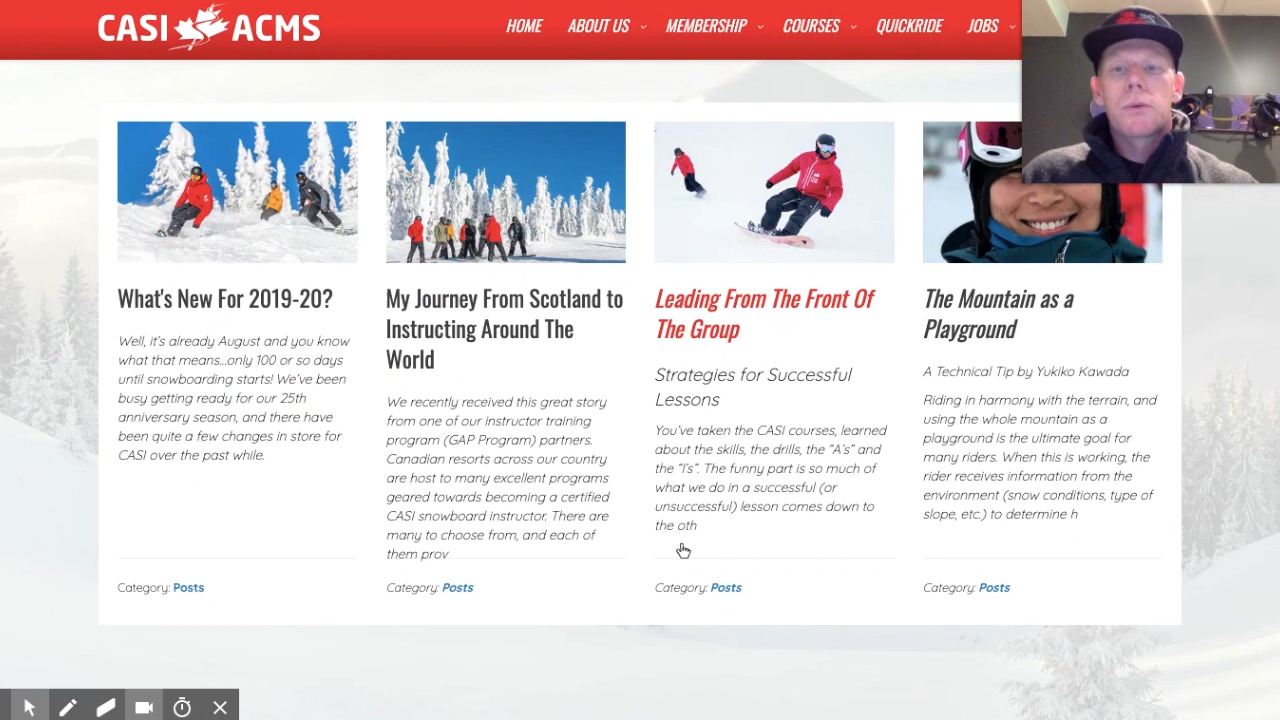 CASI ACMS
HOME ABOUT US MEMBERSHIP COURSES QUICKRIDE JOBS
What's New For 2019-20?
Well, it's already August and you know
what that means...only 100 or so days
until snowboarding starts! We've been
busy getting ready for our 25th
anniversary season, and there have
been quite a few changes in store for
CASI over the past while.
Category: Posts
My Journey From Scotland to
Instructing Around The
World
We recently received this great story
from one of our instructor training
program (GAP Program) partners.
Canadian resorts across our country
are host to many excellent programs
geared towards becoming a certified
CASI snowboard instructor. There are
many to choose from, and each of
them prov
Category: Posts
Leading From The Front Of
The Group
Strategies for Successful
Lessons
You've taken the CASI courses, learned
about the skills, the drills, the "A's" and
the "I's". The funny part is so much of
what we do in a successful (or
unsuccessful) lesson comes down to
the oth
Category: Posts
The Mountain as a
Playground
A Technical Tip by Yukiko Kawada
Riding in harmony with the terrain, and
using the whole mountain as a
playground is the ultimate goal for
many riders. When this is working, the
rider receives information from the
environment (snow conditions, type of
slope, etc.) to determine h
Category: Posts